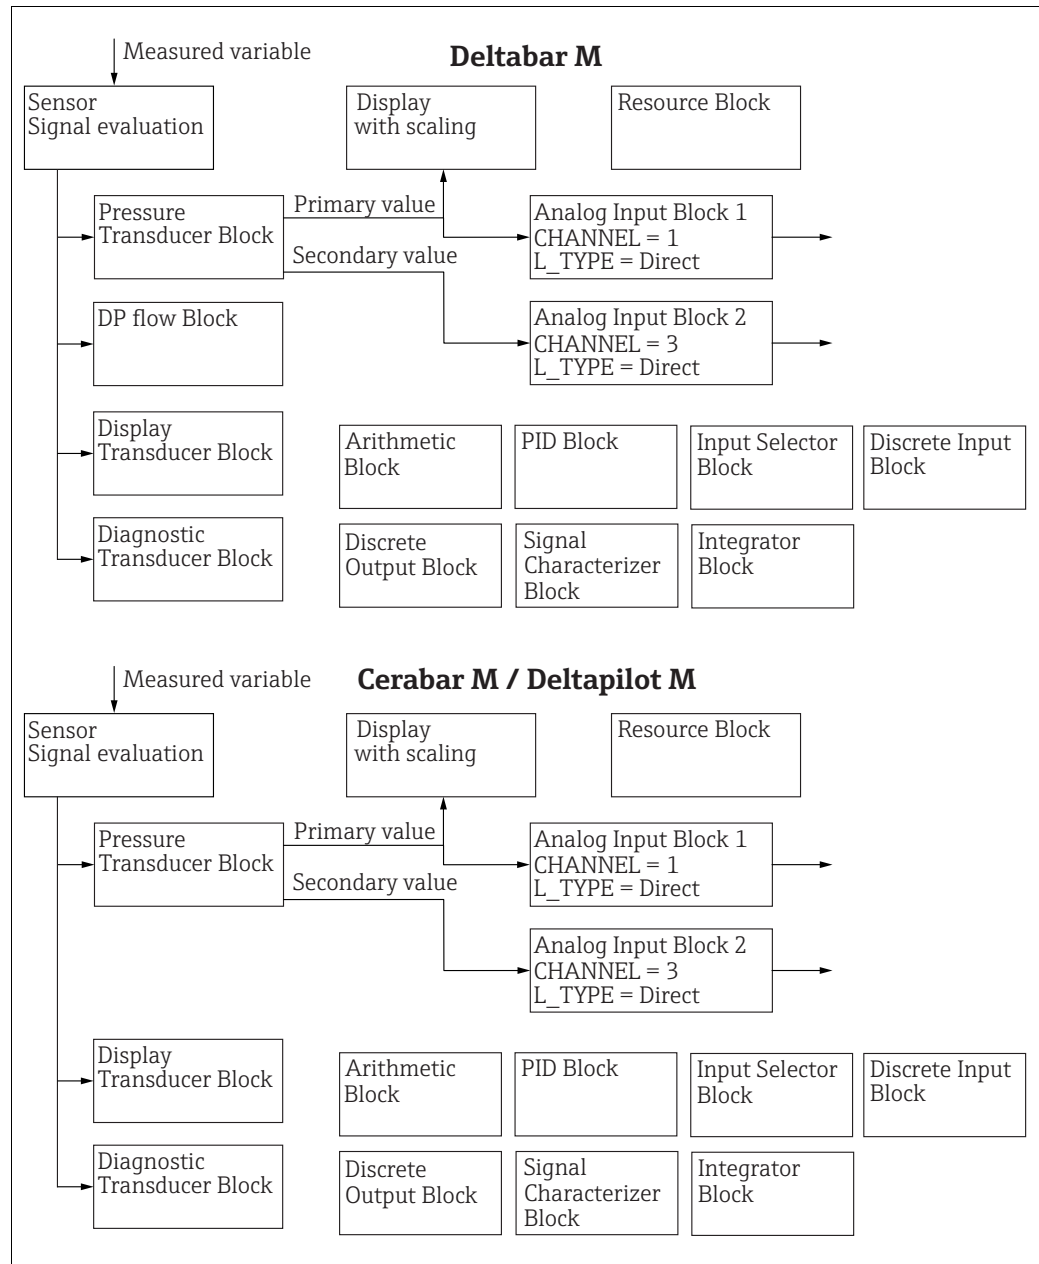 Measured variable
Deltabar M
Sensor
Signal evaluation
Display
with scaling
Resource Block
Pressure
Transducer Block
Primary value
Secondary value
Analog Input Block 1
CHANNEL = 1
L_TYPE = Direct
DP flow Block
Analog Input Block 2
CHANNEL = 3
L_TYPE = Direct
Display
Transducer Block
Arithmetic
Block
PID Block
Input Selector
Block
Discrete Input
Block
Diagnostic
Transducer Block
Discrete
Output Block
Signal
Characterizer
Block
Integrator
Block
Measured variable
Cerabar M / Deltapilot M
Sensor
Signal evaluation
Display
with scaling
Resource Block
Pressure
Transducer Block
Primary value
Secondary value
Analog Input Block 1
CHANNEL = 1
L_TYPE = Direct
Analog Input Block 2
CHANNEL = 3
L_TYPE = Direct
Display
Transducer Block
Arithmetic
Block
PID Block
Input Selector
Block
Discrete Input
Block
Diagnostic
Transducer Block
Discrete
Output Block
Signal
Characterizer
Block
Integrator
Block